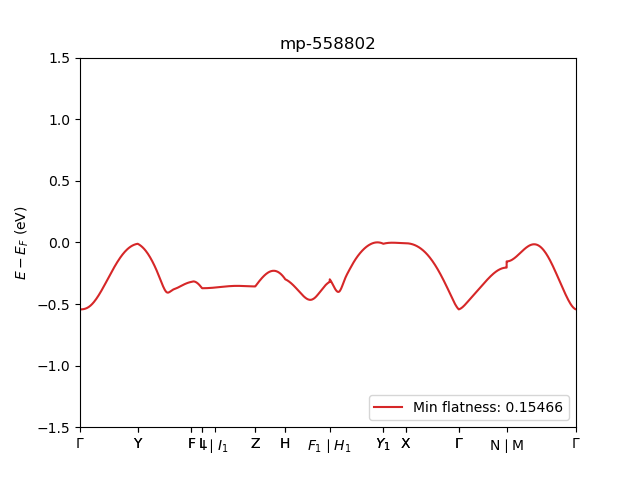 mp-558802
1.5
1.0
0.5
0.0
−0.5
−1.0
−1.5
E − E_F (eV)
Min flatness: 0.15466
Γ Y F L | I₁ Z H F₁ | H₁ Y₁ X Γ N | M Γ